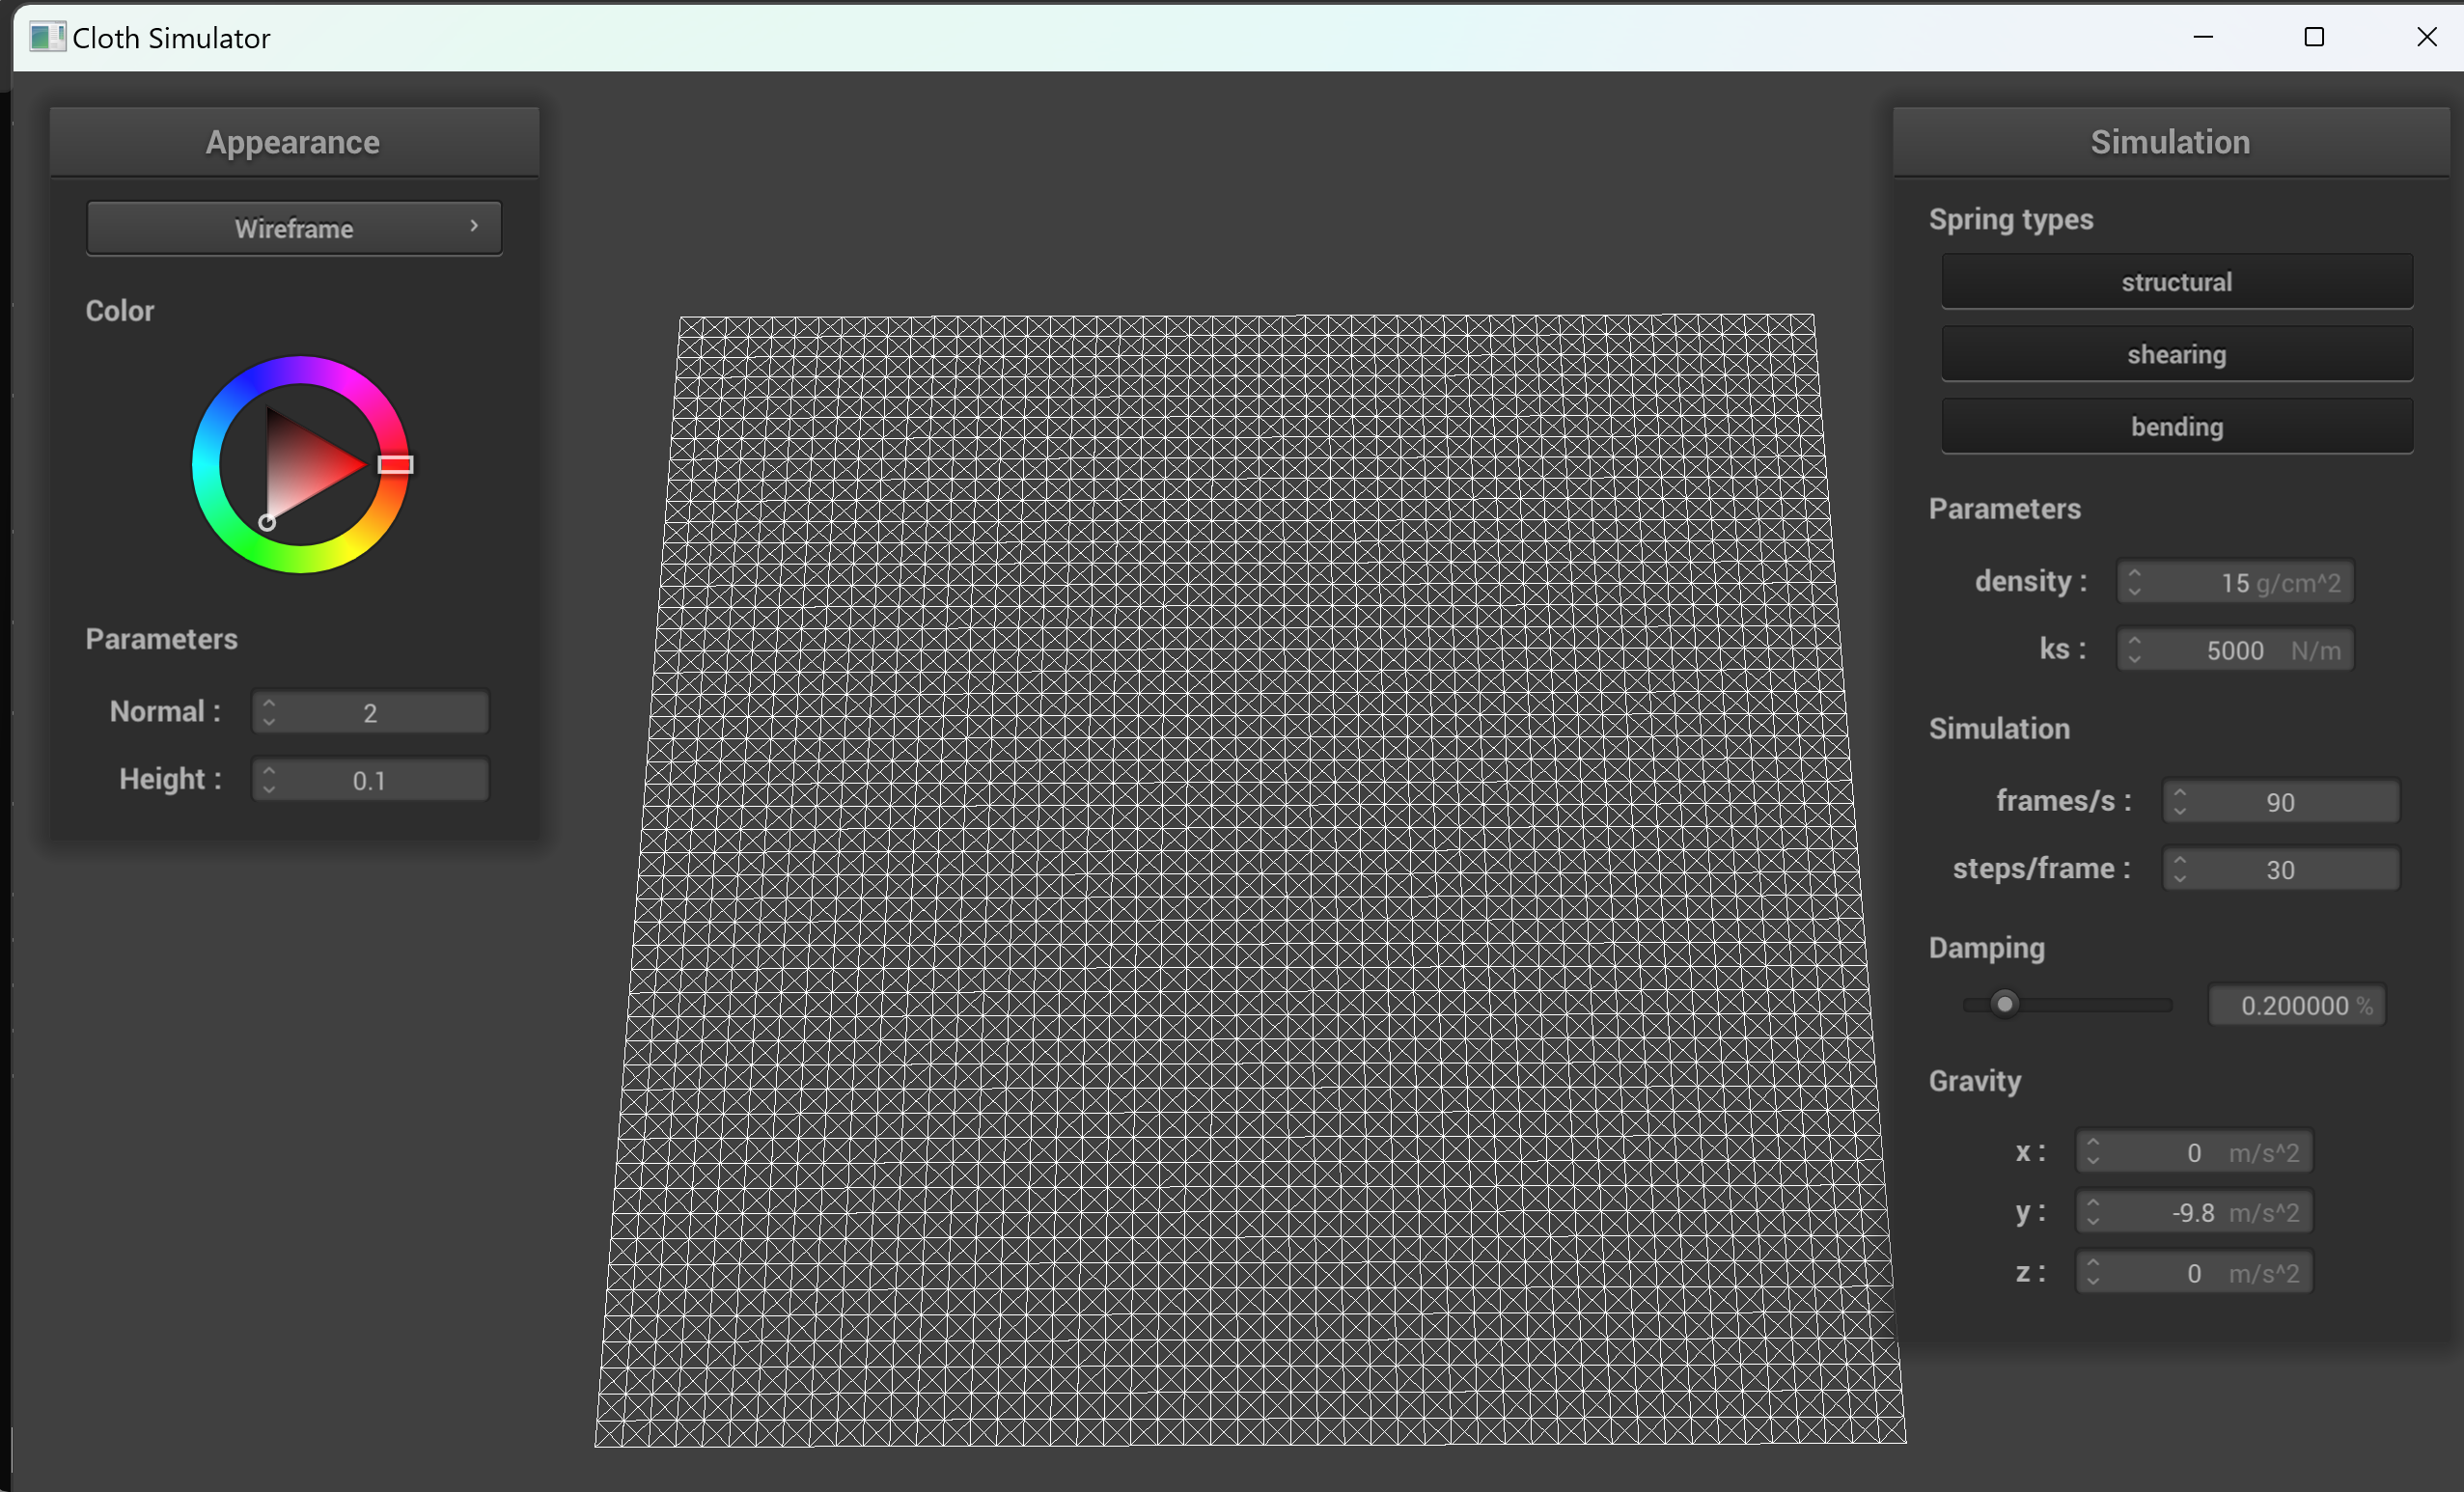 Cloth Simulator
Appearance
Wireframe
Color
Parameters
Normal : 2
Height : 0.1
Simulation
Spring types
structural
shearing
bending
Parameters
density : 15 g/cm^2
ks : 5000 N/m
Simulation
frames/s : 90
steps/frame : 30
Damping
0.200000 %
Gravity
x : 0 m/s^2
y : -9.8 m/s^2
z : 0 m/s^2